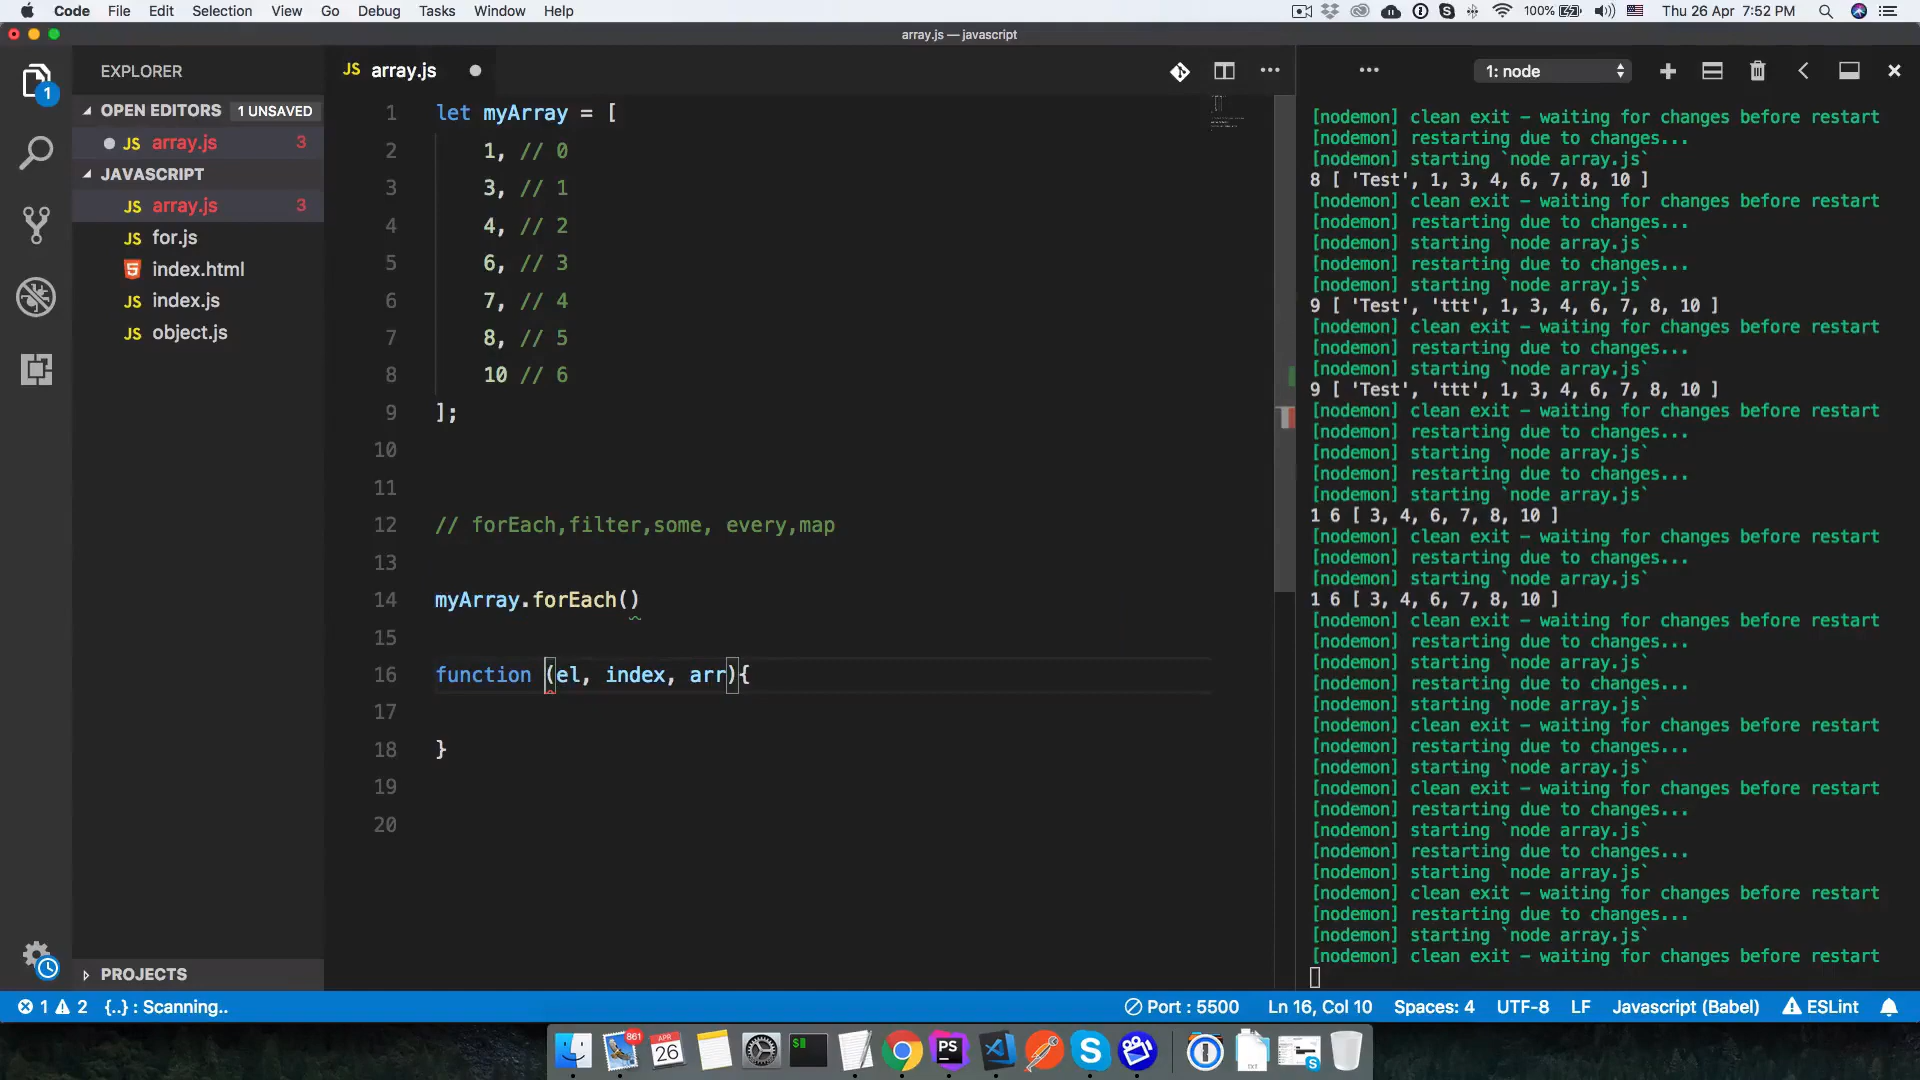 Code File Edit Selection View Go Debug Tasks Window Help 100% Thu 26 Apr 7:52 PM
array.js — javascript
EXPLORER
OPEN EDITORS 1 UNSAVED
JS array.js 3
JAVASCRIPT
JS array.js 3
JS for.js
index.html
JS index.js
JS object.js
PROJECTS
1
JS array.js
1 let myArray = [
2 1, // 0
3 3, // 1
4 4, // 2
5 6, // 3
6 7, // 4
7 8, // 5
8 10 // 6
9 ];
10
11
12 // forEach,filter,some, every,map
13
14 myArray.forEach()
15
16 function (el, index, arr){
17
18 }
19
20
1: node
[nodemon] clean exit - waiting for changes before restart
[nodemon] restarting due to changes...
[nodemon] starting `node array.js`
8 [ 'Test', 1, 3, 4, 6, 7, 8, 10 ]
[nodemon] clean exit - waiting for changes before restart
[nodemon] restarting due to changes...
[nodemon] starting `node array.js`
[nodemon] restarting due to changes...
[nodemon] starting `node array.js`
9 [ 'Test', 'ttt', 1, 3, 4, 6, 7, 8, 10 ]
[nodemon] clean exit - waiting for changes before restart
[nodemon] restarting due to changes...
[nodemon] starting `node array.js`
9 [ 'Test', 'ttt', 1, 3, 4, 6, 7, 8, 10 ]
[nodemon] clean exit - waiting for changes before restart
[nodemon] restarting due to changes...
[nodemon] starting `node array.js`
[nodemon] restarting due to changes...
[nodemon] starting `node array.js`
1 6 [ 3, 4, 6, 7, 8, 10 ]
[nodemon] clean exit - waiting for changes before restart
[nodemon] restarting due to changes...
[nodemon] starting `node array.js`
1 6 [ 3, 4, 6, 7, 8, 10 ]
[nodemon] clean exit - waiting for changes before restart
[nodemon] restarting due to changes...
[nodemon] starting `node array.js`
[nodemon] restarting due to changes...
[nodemon] starting `node array.js`
[nodemon] clean exit - waiting for changes before restart
[nodemon] restarting due to changes...
[nodemon] starting `node array.js`
[nodemon] clean exit - waiting for changes before restart
[nodemon] restarting due to changes...
[nodemon] starting `node array.js`
[nodemon] restarting due to changes...
[nodemon] starting `node array.js`
[nodemon] clean exit - waiting for changes before restart
[nodemon] restarting due to changes...
[nodemon] starting `node array.js`
[nodemon] clean exit - waiting for changes before restart
1 2 {..} : Scanning.. Port : 5500 Ln 16, Col 10 Spaces: 4 UTF-8 LF Javascript (Babel) ESLint
861
APR
26
$
PS
S
TXT